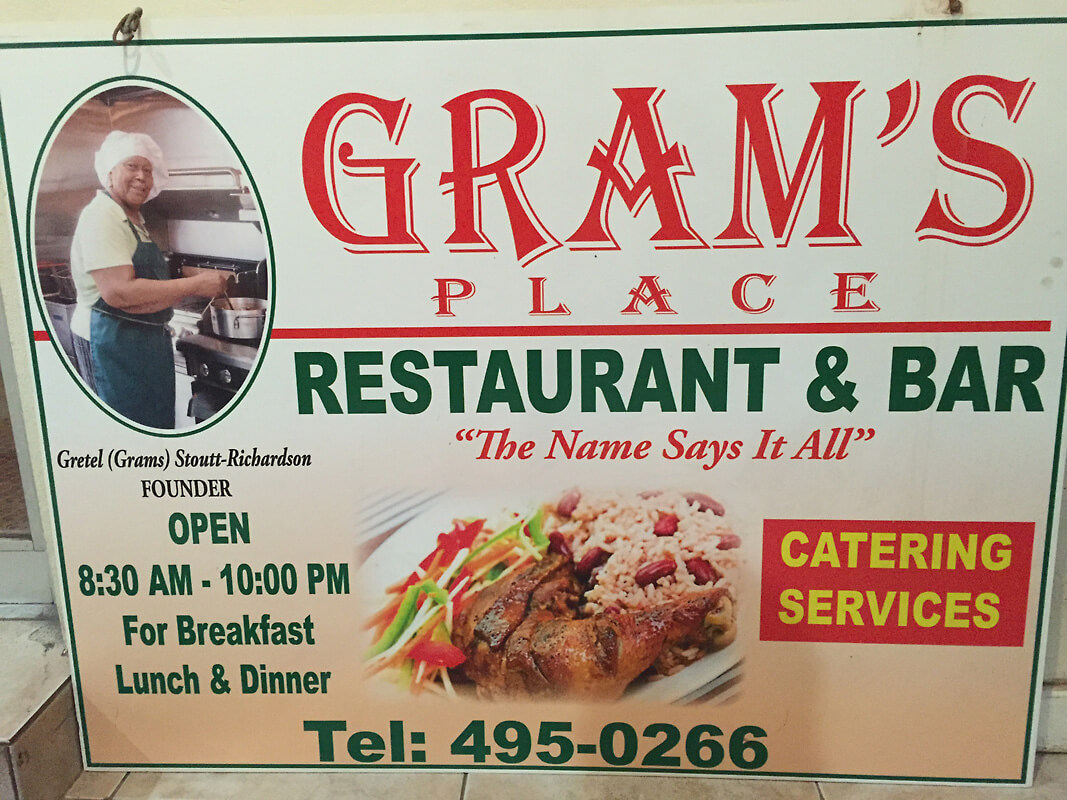 GRAM'S
PLACE
RESTAURANT & BAR
"The Name Says It All"
Gretel (Grams) Stoutt-Richardson
FOUNDER
OPEN
8:30 AM - 10:00 PM
For Breakfast
Lunch & Dinner
CATERING
SERVICES
Tel: 495-0266